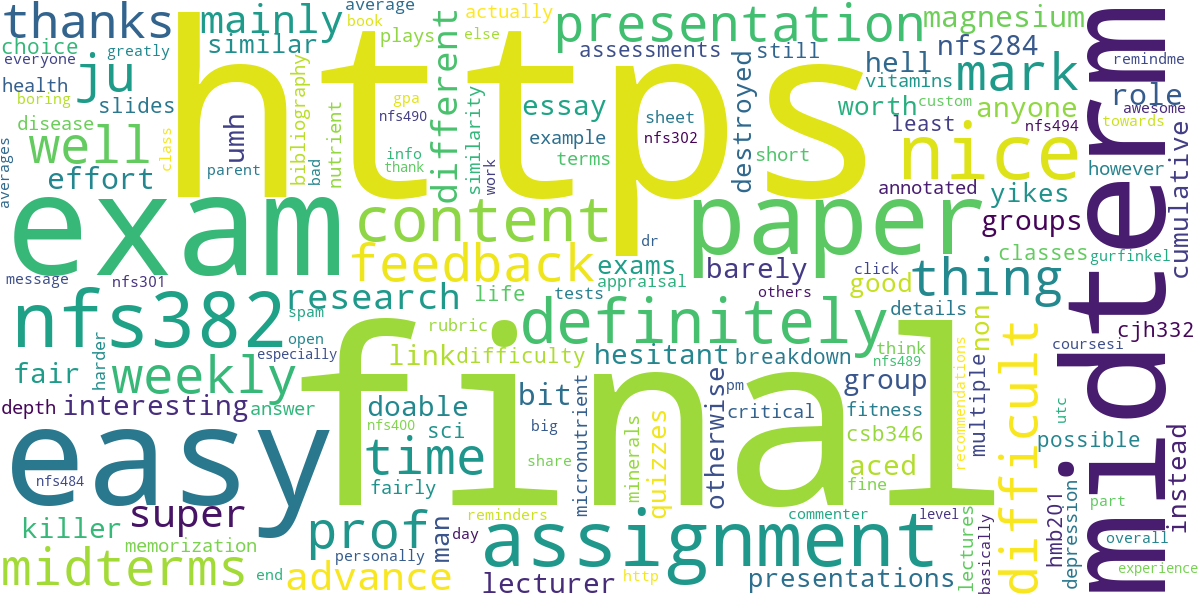 thanks
mainly
average
book
plays
actually
else
presentation
magnesium
choice
greatly
everyone
similar
different
assessments
still
nfs284
remindme
health
ju
https
gpa
nfs490
hell
mark
vitamins
role
boring
slides
bibliography
nutrient
similarity
essay
sheet
example
nfs302
destroyed
worth
custom
anyone
awesome
disease
class
umh
info
thank
work
terms
short
least
nfs494
towards
well
averages
effort
parent
bad
nice
annotated
however
yikes
cumulative
exam
content
paper
groups
midterm
dr
feedback
exams
barely
click
classes
gurfinkel
message
nfs301
appraisal
good
thing
nfs382
research
life
tests
others
details
spam
rubric
definitely
non
cjh332
harder
open
especially
link
difficulty
hesitant
breakdown
think
nfs489
coursesi
fair
weekly
final
bit
group
recommendations
multiple
difficult
depth
interesting
answer
doable
nfs400
sci
big
micronutrient
minerals
quizzes
otherwise
pm
critical
fitness
csb346
utc
possible
instead
easy
time
share
aced
nfs484
fairly
fine
part
super
prof
man
reminders
assignment
commenter
level
lectures
basically
hmb201
depression
killer
memorization
day
overall
midterms
end
personally
advance
lecturer
http
presentations
experience